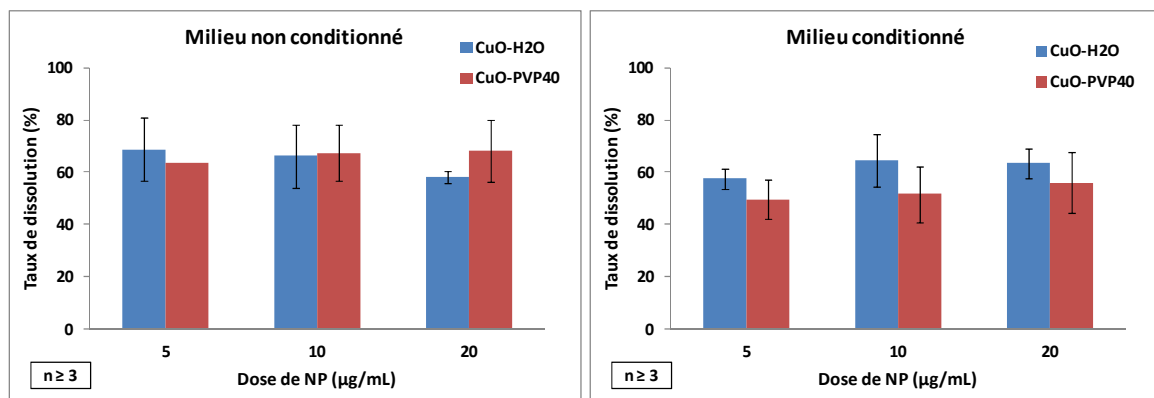 Milieu non conditionné
CuO-H2O
CuO-PVP40
Taux de dissolution (%)
100
80
60
40
20
0
5 10 20
Dose de NP (µg/mL)
n ≥ 3
Milieu conditionné
CuO-H2O
CuO-PVP40
Taux de dissolution (%)
100
80
60
40
20
0
5 10 20
Dose de NP (µg/mL)
n ≥ 3